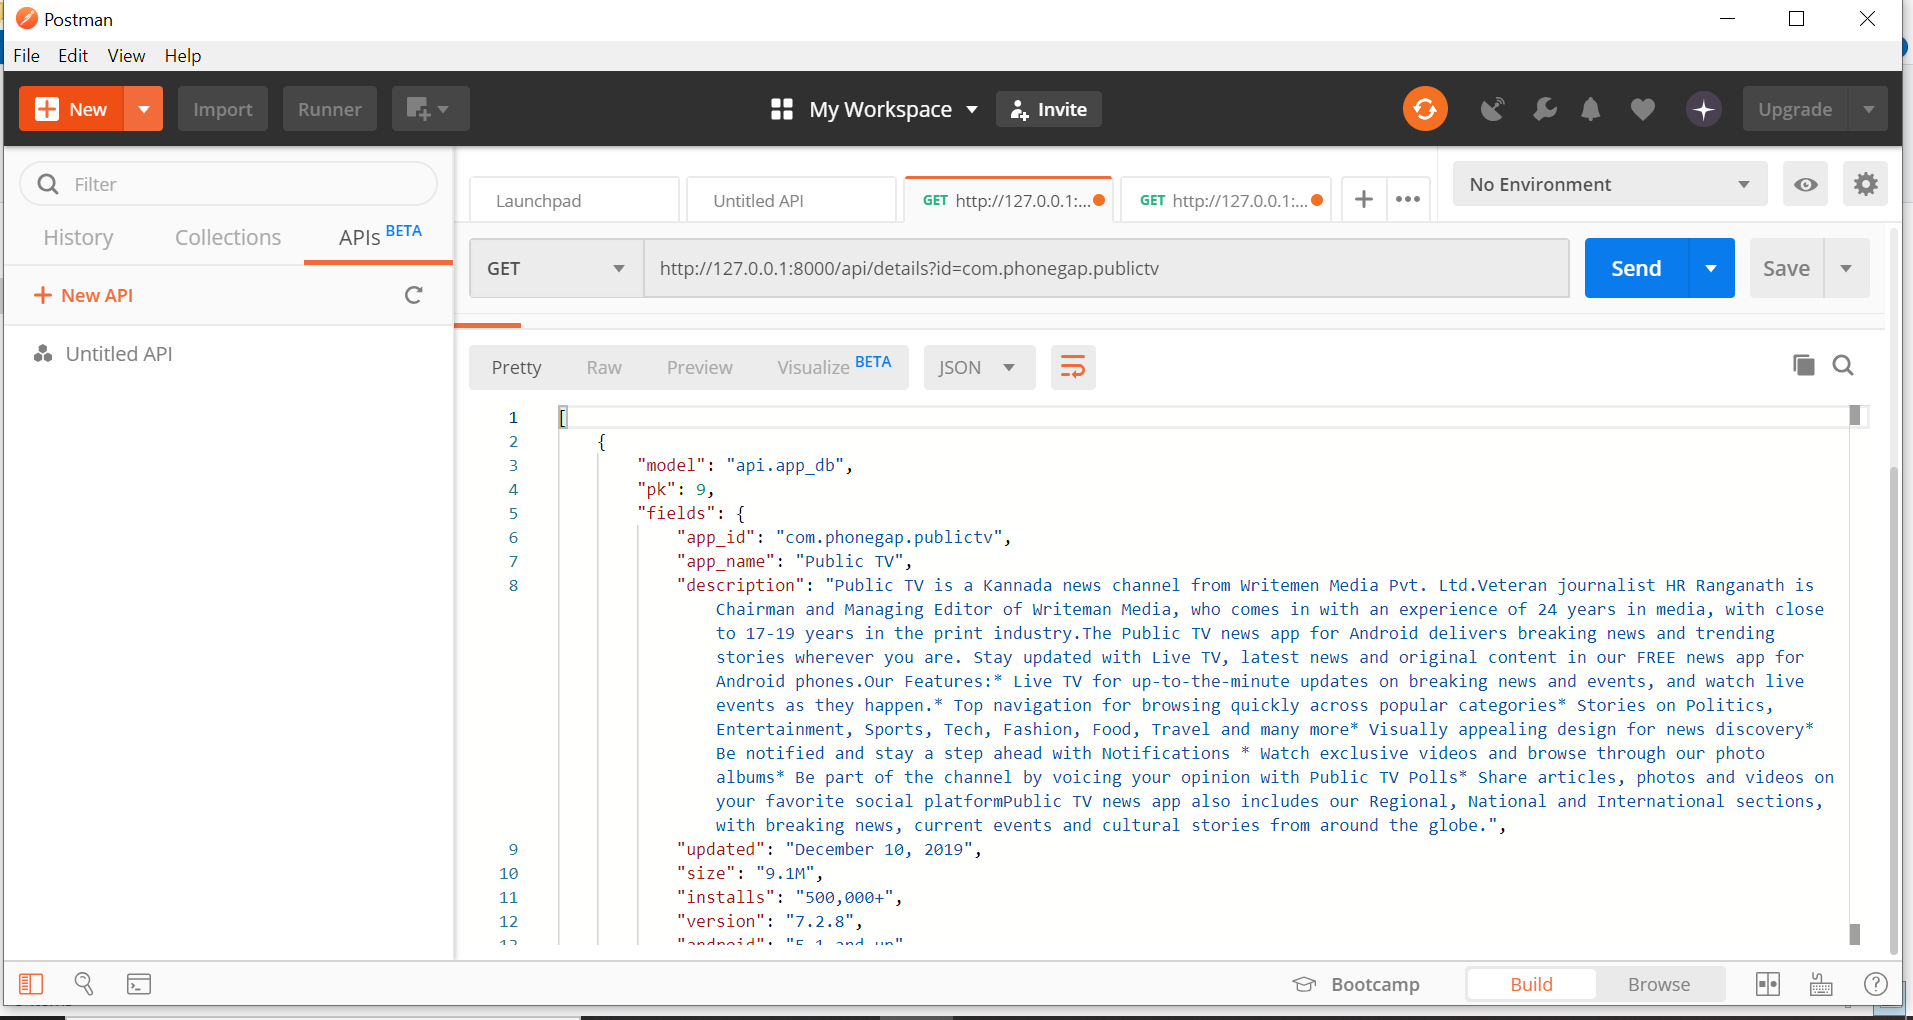 Postman
File Edit View Help
New Import Runner My Workspace Invite Upgrade
Filter
History Collections APIs BETA
+ New API
Untitled API
Launchpad Untitled API GET http://127.0.0.1:... GET http://127.0.0.1:... No Environment
GET http://127.0.0.1:8000/api/details?id=com.phonegap.publictv Send Save
Pretty Raw Preview Visualize BETA JSON
1 [
2 {
3 "model": "api.app_db",
4 "pk": 9,
5 "fields": {
6 "app_id": "com.phonegap.publictv",
7 "app_name": "Public TV",
8 "description": "Public TV is a Kannada news channel from Writemen Media Pvt. Ltd.Veteran journalist HR Ranganath is
Chairman and Managing Editor of Writeman Media, who comes in with an experience of 24 years in media, with close
to 17-19 years in the print industry.The Public TV news app for Android delivers breaking news and trending
stories wherever you are. Stay updated with Live TV, latest news and original content in our FREE news app for
Android phones.Our Features:* Live TV for up-to-the-minute updates on breaking news and events, and watch live
events as they happen.* Top navigation for browsing quickly across popular categories* Stories on Politics,
Entertainment, Sports, Tech, Fashion, Food, Travel and many more* Visually appealing design for news discovery*
Be notified and stay a step ahead with Notifications * Watch exclusive videos and browse through our photo
albums* Be part of the channel by voicing your opinion with Public TV Polls* Share articles, photos and videos on
your favorite social platformPublic TV news app also includes our Regional, National and International sections,
with breaking news, current events and cultural stories from around the globe.",
9 "updated": "December 10, 2019",
10 "size": "9.1M",
11 "installs": "500,000+",
12 "version": "7.2.8",
13 "android": "5.1 and up"
Bootcamp Build Browse